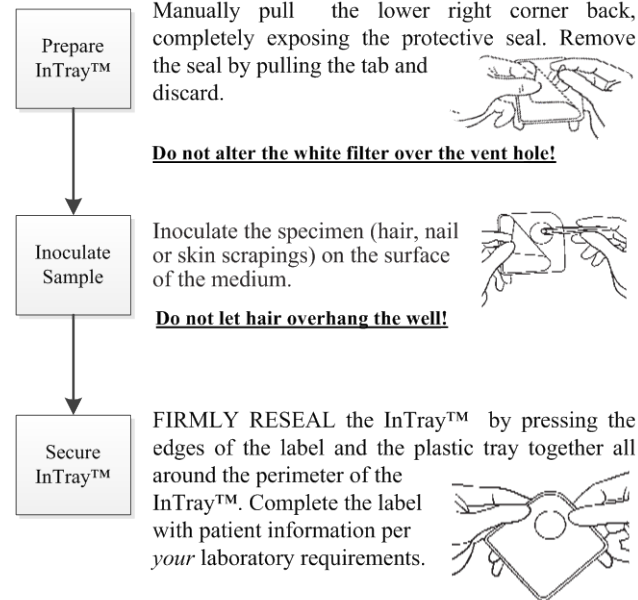 Prepare
InTray™
Manually pull the lower right corner back,
completely exposing the protective seal. Remove
the seal by pulling the tab and
discard.
Do not alter the white filter over the vent hole!
Inoculate
Sample
Inoculate the specimen (hair, nail
or skin scrapings) on the surface
of the medium.
Do not let hair overhang the well!
Secure
InTray™
FIRMLY RESEAL the InTray™ by pressing the
edges of the label and the plastic tray together all
around the perimeter of the
InTray™. Complete the label
with patient information per
your laboratory requirements.